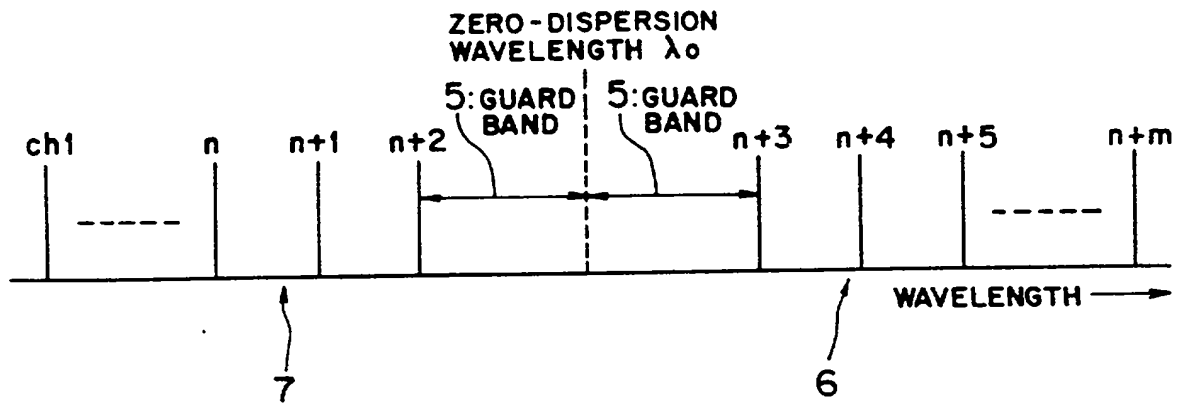 ZERO-DISPERSION
WAVELENGTH λo
5:GUARD BAND
5:GUARD BAND
ch1
n
n+1
n+2
n+3
n+4
n+5
n+m
WAVELENGTH
7
6